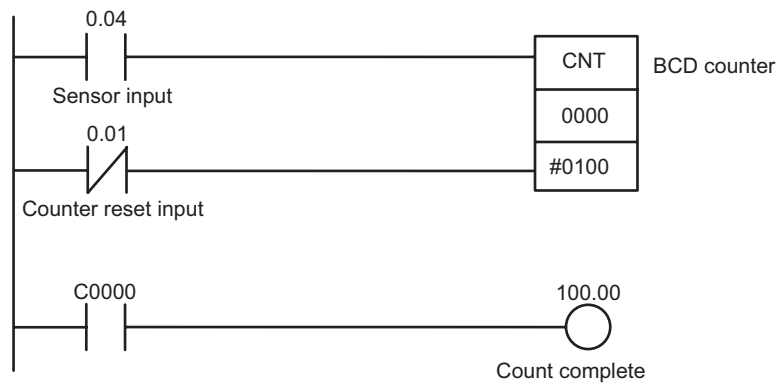 0.04
CNT
BCD counter
Sensor input
0000
0.01
#0100
Counter reset input
C0000
100.00
Count complete